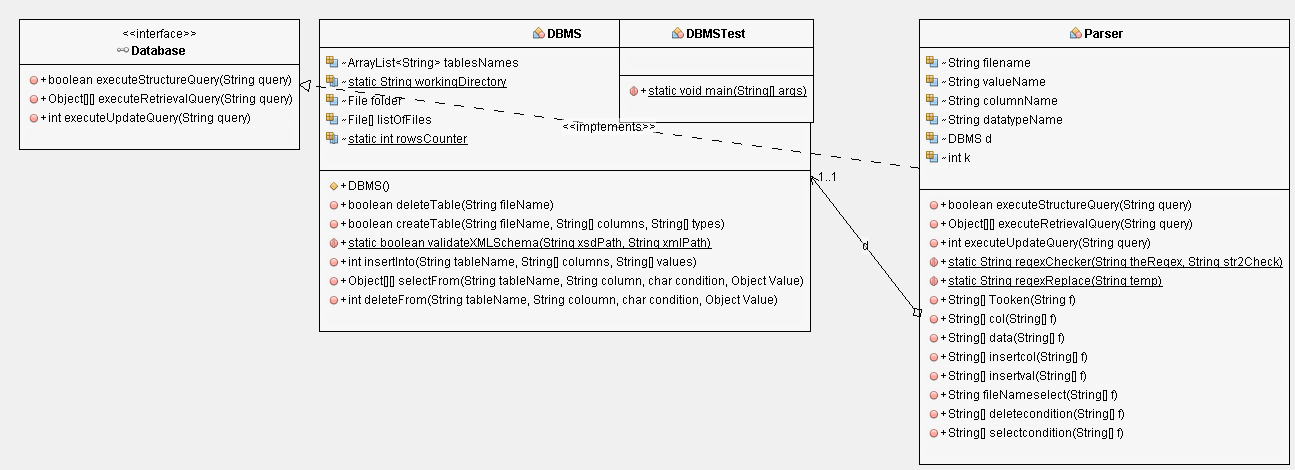 <<interface>>
Database
+boolean executeStructureQuery(String query)
+Object[][] executeRetrievalQuery(String query)
+int executeUpdateQuery(String query)
DBMS
~ArrayList<String> tablesNames
~static String workingDirectory
~File folder
~File[] listOfFiles
~static int rowsCounter
+DBMS()
+boolean deleteTable(String fileName)
+boolean createTable(String fileName, String[] columns, String[] types)
+static boolean validateXMLSchema(String xsdPath, String xmlPath)
+int insertInto(String tableName, String[] columns, String[] values)
+Object[][] selectFrom(String tableName, String column, char condition, Object Value)
+int deleteFrom(String tableName, String coloumn, char condition, Object Value)
DBMSTest
+static void main(String[] args)
<<implements>>
1..1
d
Parser
~String filename
~String valueName
~String columnName
~String datatypeName
~DBMS d
~int k
+boolean executeStructureQuery(String query)
+Object[][] executeRetrievalQuery(String query)
+int executeUpdateQuery(String query)
+static String regexChecker(String theRegex, String str2Check)
+static String regexReplace(String temp)
+String[] Tooken(String f)
+String[] col(String[] f)
+String[] data(String[] f)
+String[] insertcol(String[] f)
+String[] insertval(String[] f)
+String fileNameselect(String[] f)
+String[] deletecondition(String[] f)
+String[] selectcondition(String[] f)